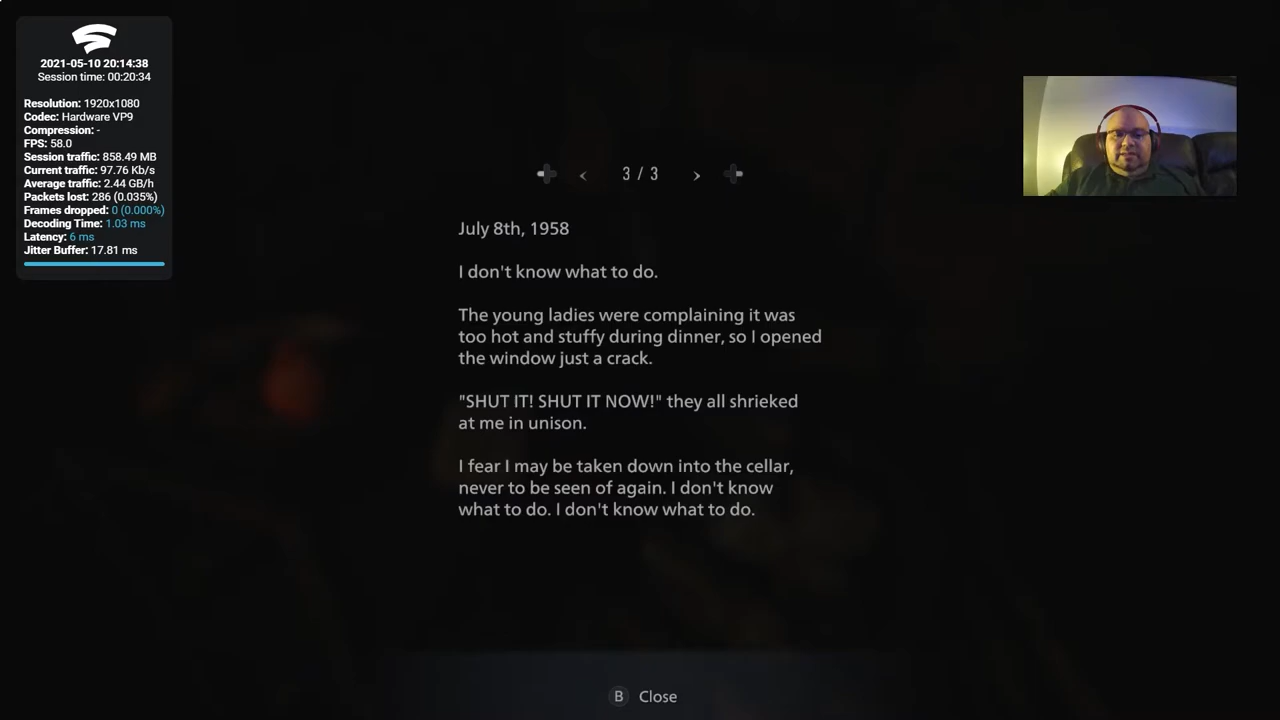 2021-05-10 20:14:38
Session time: 00:20:34
Resolution: 1920x1080
Codec: Hardware VP9
Compression: -
FPS: 58.0
Session traffic: 858.49 MB
Current traffic: 97.76 Kb/s
Average traffic: 2.44 GB/h
Packets lost: 286 (0.035%)
Frames dropped: 0 (0.000%)
Decoding Time: 1.03 ms
Latency: 6 ms
Jitter Buffer: 17.81 ms
< 3 / 3 >
July 8th, 1958
I don't know what to do.
The young ladies were complaining it was
too hot and stuffy during dinner, so I opened
the window just a crack.
"SHUT IT! SHUT IT NOW!" they all shrieked
at me in unison.
I fear I may be taken down into the cellar,
never to be seen of again. I don't know
what to do. I don't know what to do.
B Close